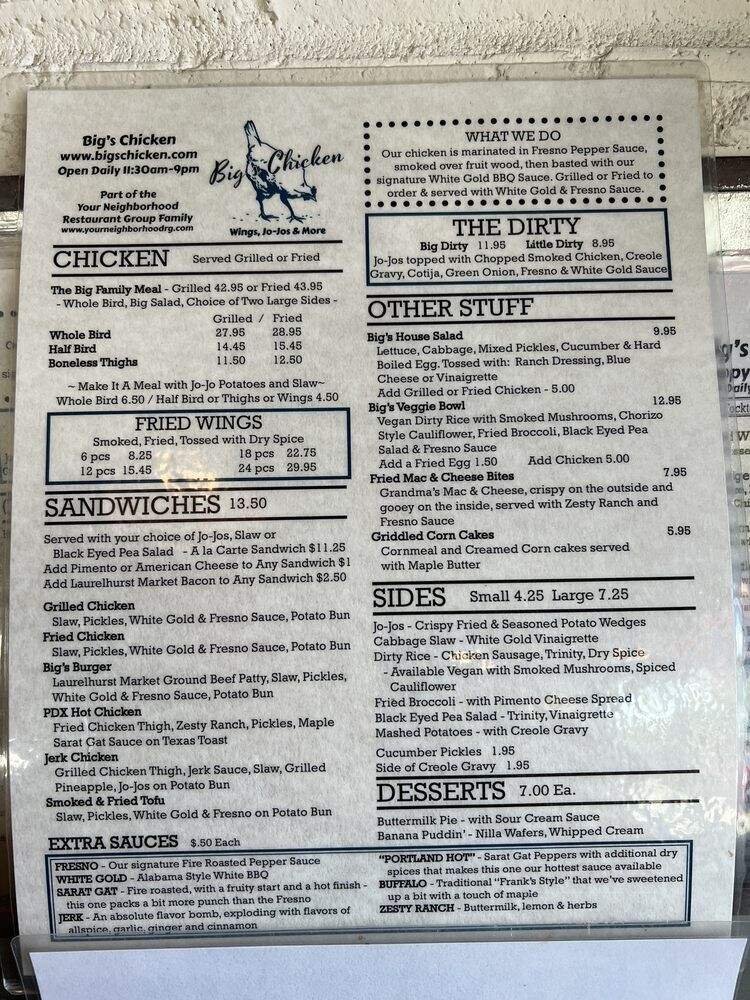 Big's Chicken
www.bigschicken.com
Open Daily 11:30am-9pm
Part of the
Your Neighborhood
Restaurant Group Family
www.yourneighborhoodrg.com
Big's Chicken
Wings, Jo-Jos & More
WHAT WE DO
Our chicken is marinated in Fresno Pepper Sauce,
smoked over fruit wood, then basted with our
signature White Gold BBQ Sauce. Grilled or Fried to
order & served with White Gold & Fresno Sauce.
THE DIRTY
Big Dirty 11.95 Little Dirty 8.95
Jo-Jos topped with Chopped Smoked Chicken, Creole
Gravy, Cotija, Green Onion, Fresno & White Gold Sauce
CHICKEN Served Grilled or Fried
The Big Family Meal - Grilled 42.95 or Fried 43.95
- Whole Bird, Big Salad, Choice of Two Large Sides -
Grilled / Fried
Whole Bird 27.95 28.95
Half Bird 14.45 15.45
Boneless Thighs 11.50 12.50
~ Make It A Meal with Jo-Jo Potatoes and Slaw~
Whole Bird 6.50 / Half Bird or Thighs or Wings 4.50
FRIED WINGS
Smoked, Fried, Tossed with Dry Spice
6 pcs 8.25 18 pcs 22.75
12 pcs 15.45 24 pcs 29.95
SANDWICHES 13.50
Served with your choice of Jo-Jos, Slaw or
Black Eyed Pea Salad - A la Carte Sandwich $11.25
Add Pimento or American Cheese to Any Sandwich $1
Add Laurelhurst Market Bacon to Any Sandwich $2.50
Grilled Chicken
Slaw, Pickles, White Gold & Fresno Sauce, Potato Bun
Fried Chicken
Slaw, Pickles, White Gold & Fresno Sauce, Potato Bun
Big's Burger
Laurelhurst Market Ground Beef Patty, Slaw, Pickles,
White Gold & Fresno Sauce, Potato Bun
PDX Hot Chicken
Fried Chicken Thigh, Zesty Ranch, Pickles, Maple
Sarat Gat Sauce on Texas Toast
Jerk Chicken
Grilled Chicken Thigh, Jerk Sauce, Slaw, Grilled
Pineapple, Jo-Jos on Potato Bun
Smoked & Fried Tofu
Slaw, Pickles, White Gold & Fresno on Potato Bun
OTHER STUFF
Big's House Salad 9.95
Lettuce, Cabbage, Mixed Pickles, Cucumber & Hard
Boiled Egg. Tossed with: Ranch Dressing, Blue
Cheese or Vinaigrette
Add Grilled or Fried Chicken - 5.00
Big's Veggie Bowl 12.95
Vegan Dirty Rice with Smoked Mushrooms, Chorizo
Style Cauliflower, Fried Broccoli, Black Eyed Pea
Salad & Fresno Sauce
Add a Fried Egg 1.50 Add Chicken 5.00
Fried Mac & Cheese Bites 7.95
Grandma's Mac & Cheese, crispy on the outside and
gooey on the inside, served with Zesty Ranch and
Fresno Sauce
Griddled Corn Cakes 5.95
Cornmeal and Creamed Corn cakes served
with Maple Butter
SIDES Small 4.25 Large 7.25
Jo-Jos - Crispy Fried & Seasoned Potato Wedges
Cabbage Slaw - White Gold Vinaigrette
Dirty Rice - Chicken Sausage, Trinity, Dry Spice
- Available Vegan with Smoked Mushrooms, Spiced
Cauliflower
Fried Broccoli - with Pimento Cheese Spread
Black Eyed Pea Salad - Trinity, Vinaigrette
Mashed Potatoes - with Creole Gravy
Cucumber Pickles 1.95
Side of Creole Gravy 1.95
DESSERTS 7.00 Ea.
Buttermilk Pie - with Sour Cream Sauce
Banana Puddin' - Nilla Wafers, Whipped Cream
EXTRA SAUCES $.50 Each
FRESNO - Our signature Fire Roasted Pepper Sauce
WHITE GOLD - Alabama Style White BBQ
SARAT GAT - Fire roasted, with a fruity start and a hot finish -
this one packs a bit more punch than the Fresno
JERK - An absolute flavor bomb, exploding with flavors of
allspice, garlic, ginger and cinnamon
"PORTLAND HOT" - Sarat Gat Peppers with additional dry
spices that makes this one our hottest sauce available
BUFFALO - Traditional "Frank's Style" that we've sweetened
up a bit with a touch of maple
ZESTY RANCH - Buttermilk, lemon & herbs